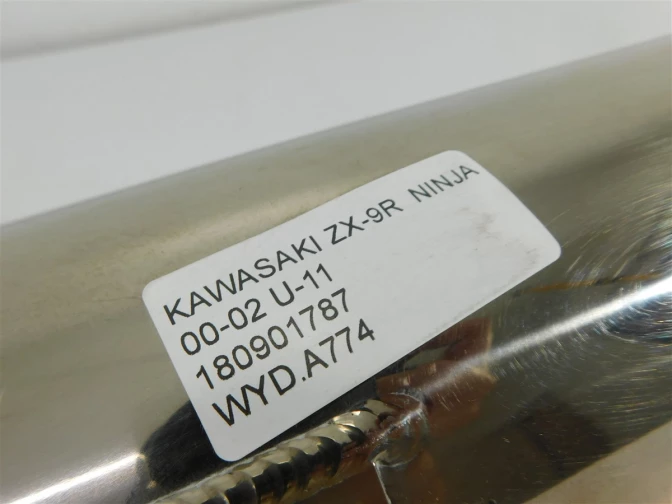 KAWASAKI ZX-9R NINJA
00-02 U-11
180901787
WYD.A774